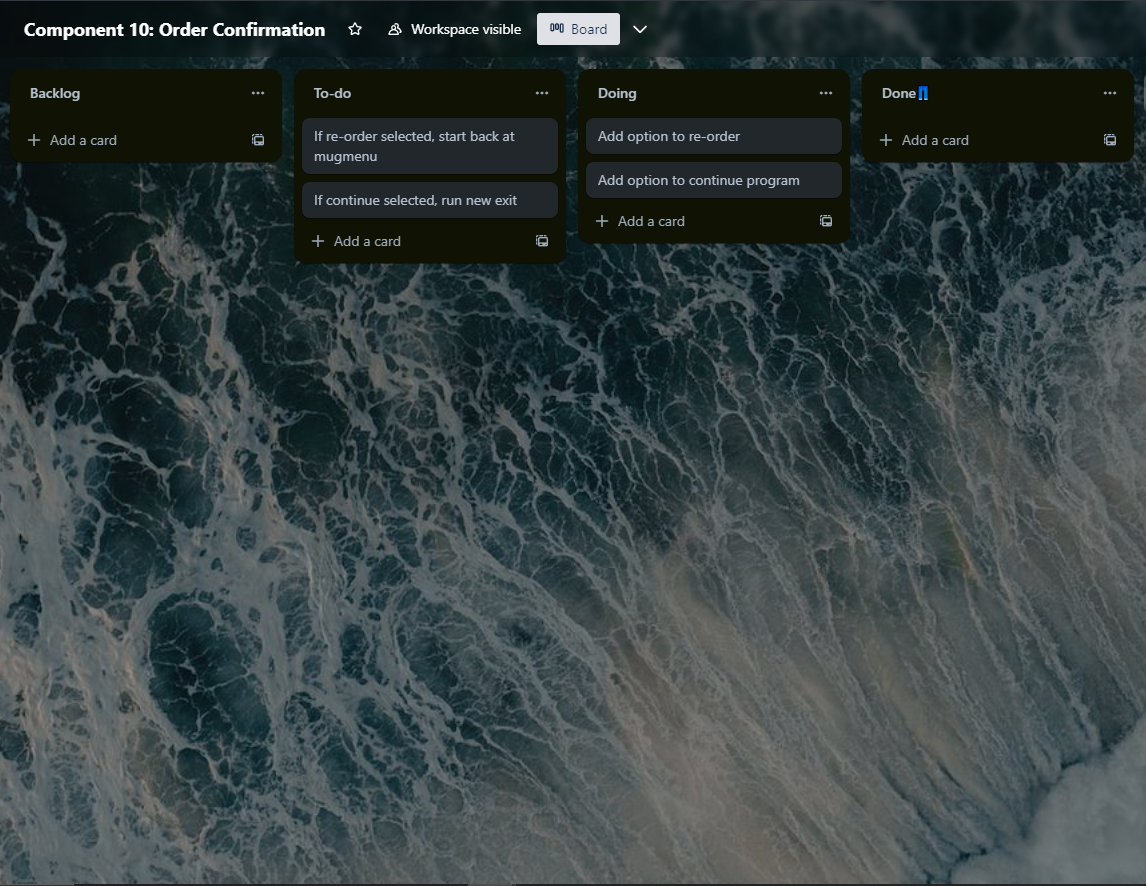 Component 10: Order Confirmation
Workspace visible
Board
Backlog
Add a card
To-do
If re-order selected, start back at
mugmenu
If continue selected, run new exit
Add a card
Doing
Add option to re-order
Add option to continue program
Add a card
Done
Add a card